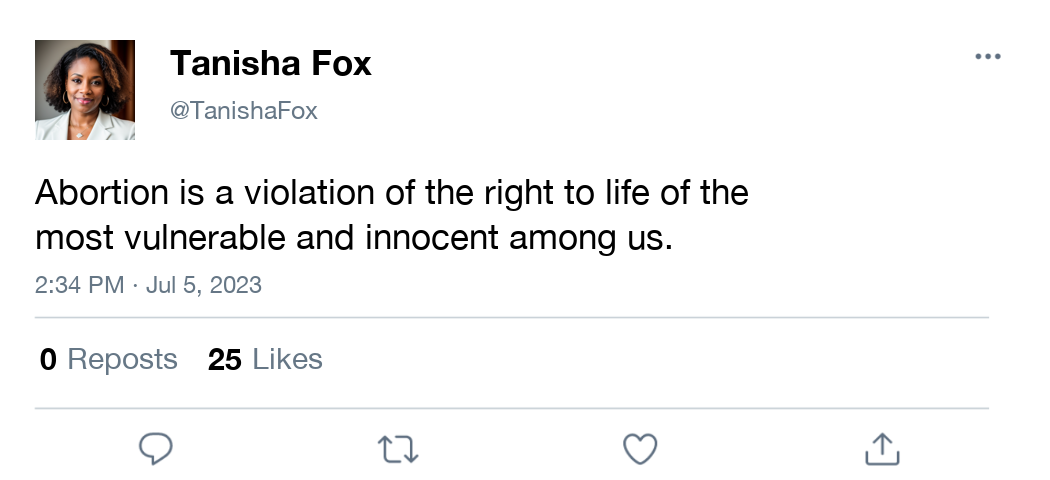 Tanisha Fox
@TanishaFox
Abortion is a violation of the right to life of the
most vulnerable and innocent among us.
2:34 PM · Jul 5, 2023
0 Reposts 25 Likes